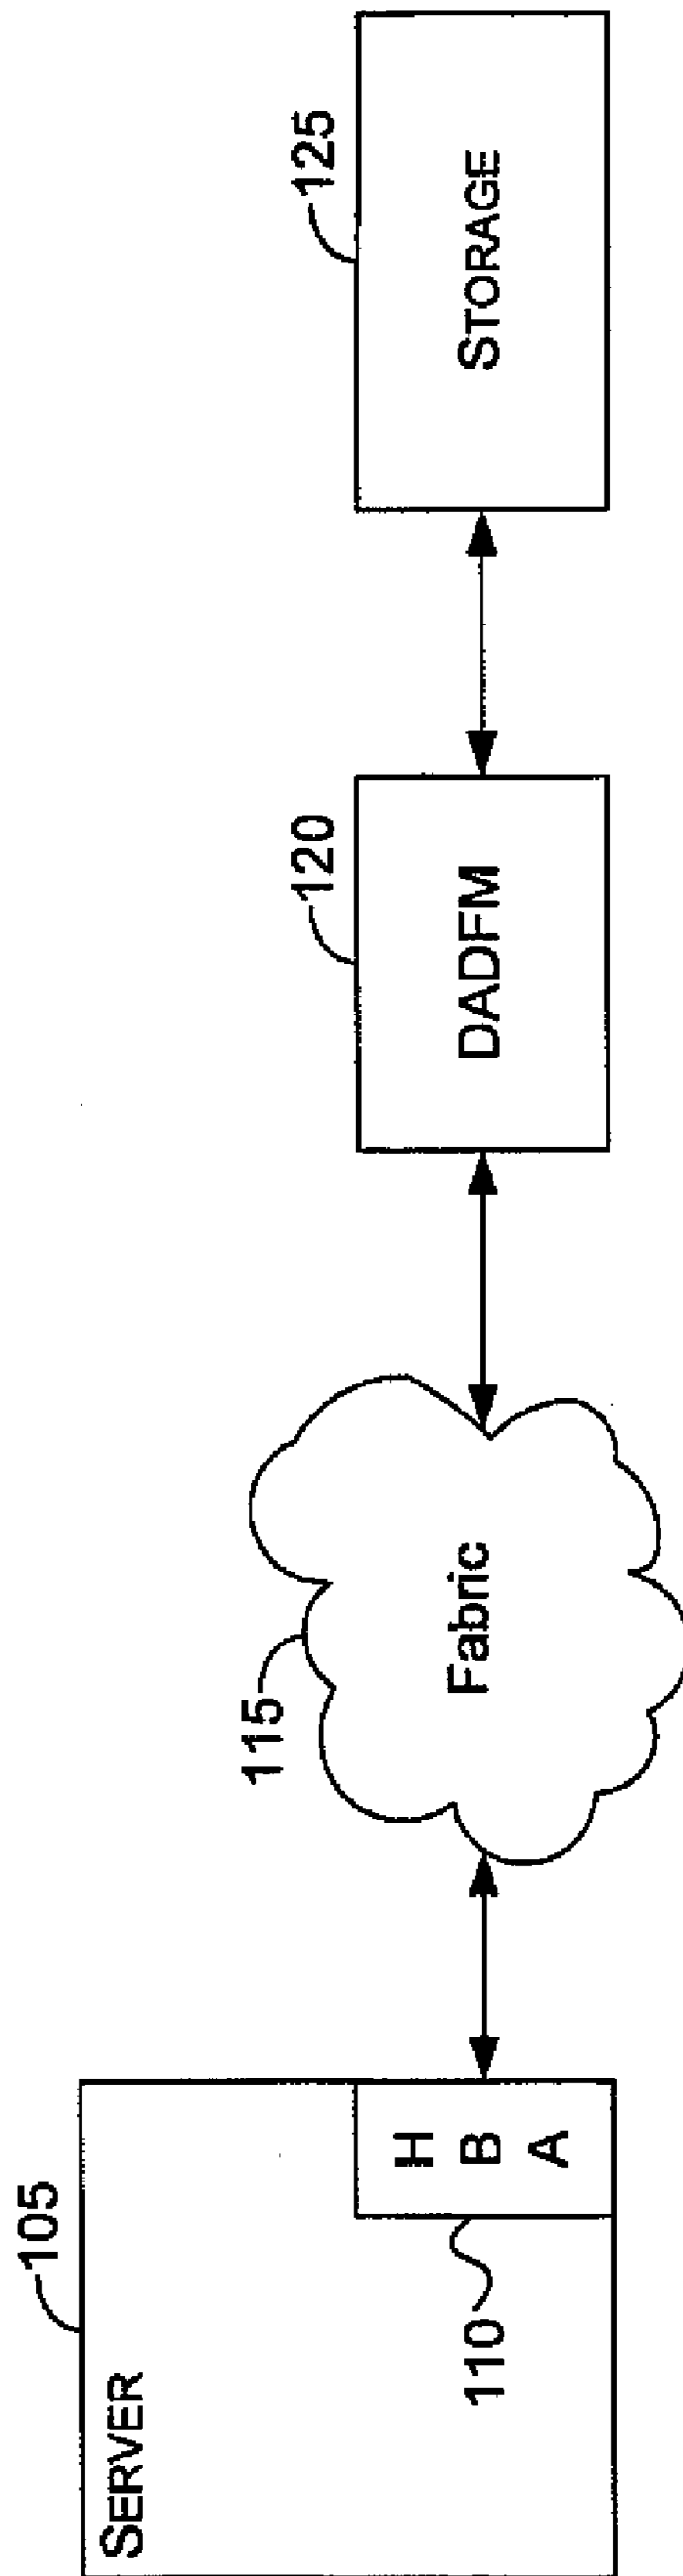 105
SERVER
110
H
B
A
115
Fabric
120
DADFM
125
STORAGE